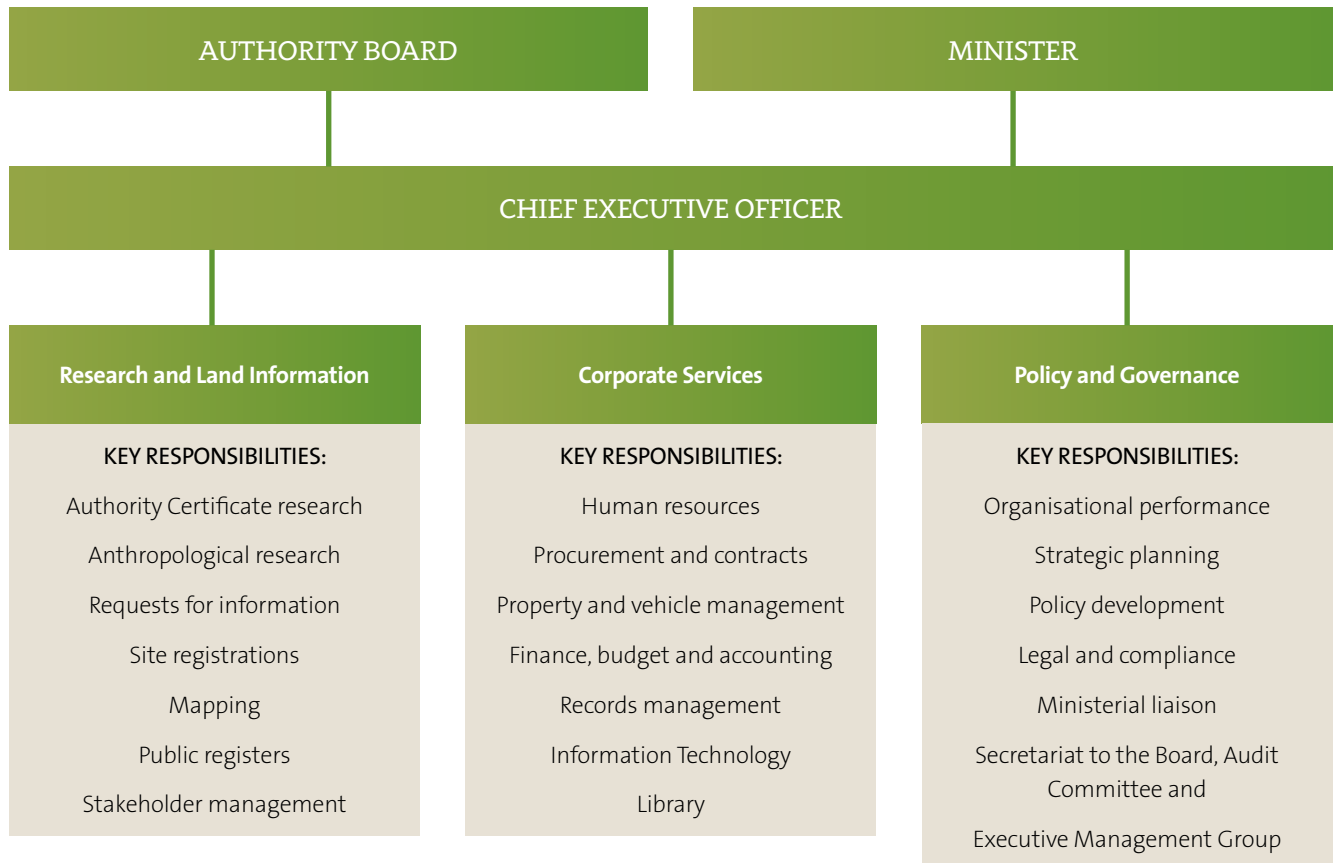 AUTHORITY BOARD
MINISTER
CHIEF EXECUTIVE OFFICER
Research and Land Information
KEY RESPONSIBILITIES:
Authority Certificate research
Anthropological research
Requests for information
Site registrations
Mapping
Public registers
Stakeholder management
Corporate Services
KEY RESPONSIBILITIES:
Human resources
Procurement and contracts
Property and vehicle management
Finance, budget and accounting
Records management
Information Technology
Library
Policy and Governance
KEY RESPONSIBILITIES:
Organisational performance
Strategic planning
Policy development
Legal and compliance
Ministerial liaison
Secretariat to the Board, Audit
Committee and
Executive Management Group